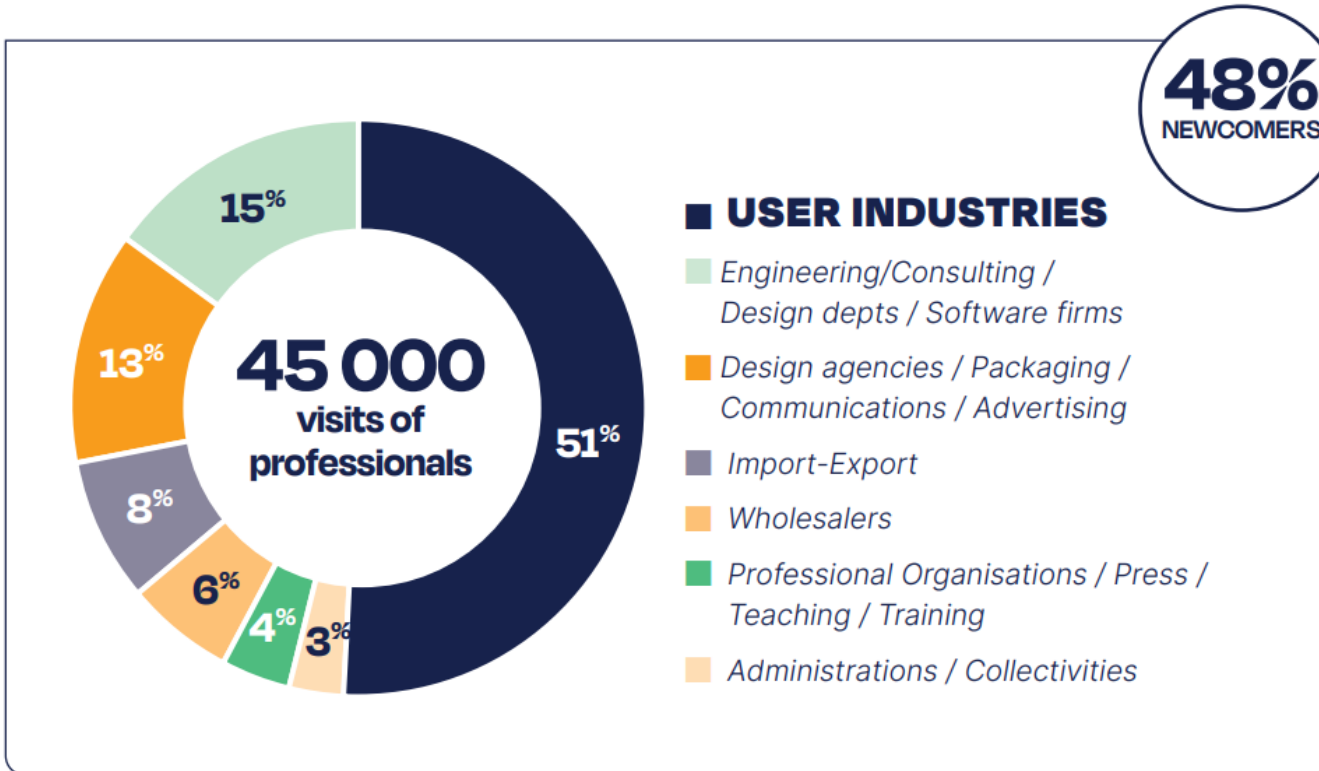 48%
NEWCOMERS
15%
13%
8%
6%
4%
3%
51%
45 000
visits of
professionals
USER INDUSTRIES
Engineering/Consulting /
Design depts / Software firms
Design agencies / Packaging /
Communications / Advertising
Import-Export
Wholesalers
Professional Organisations / Press /
Teaching / Training
Administrations / Collectivities